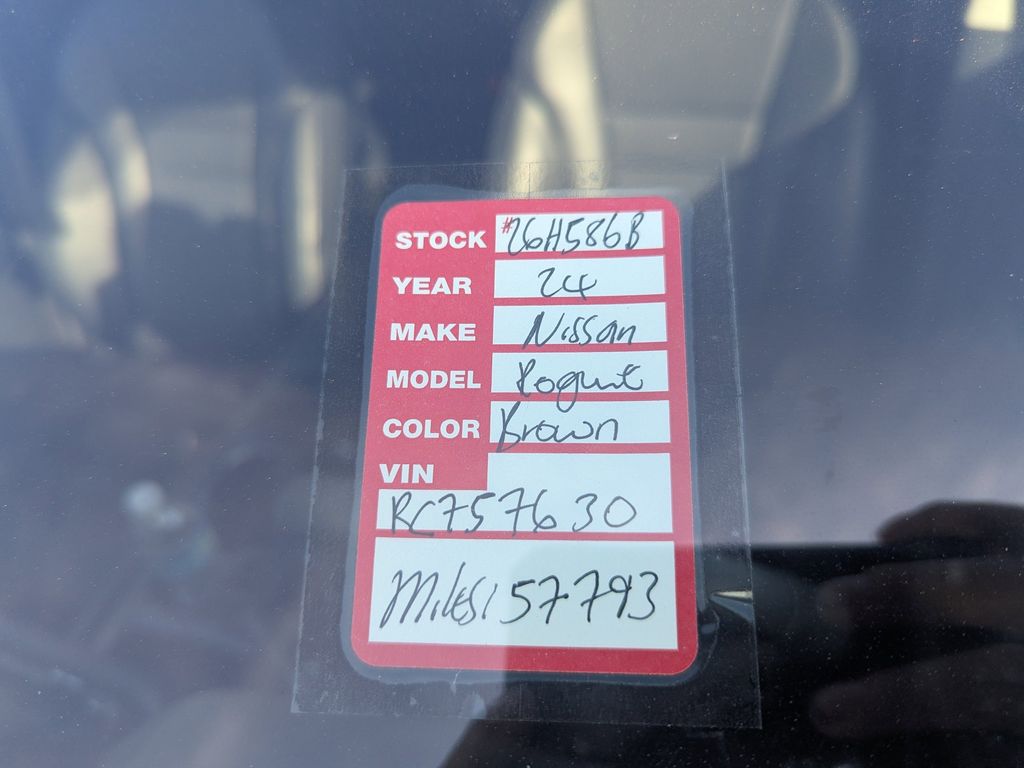 STOCK #26H586B
YEAR 24
MAKE Nissan
MODEL Rogue
COLOR Brown
VIN
RC757630
Miles: 57793